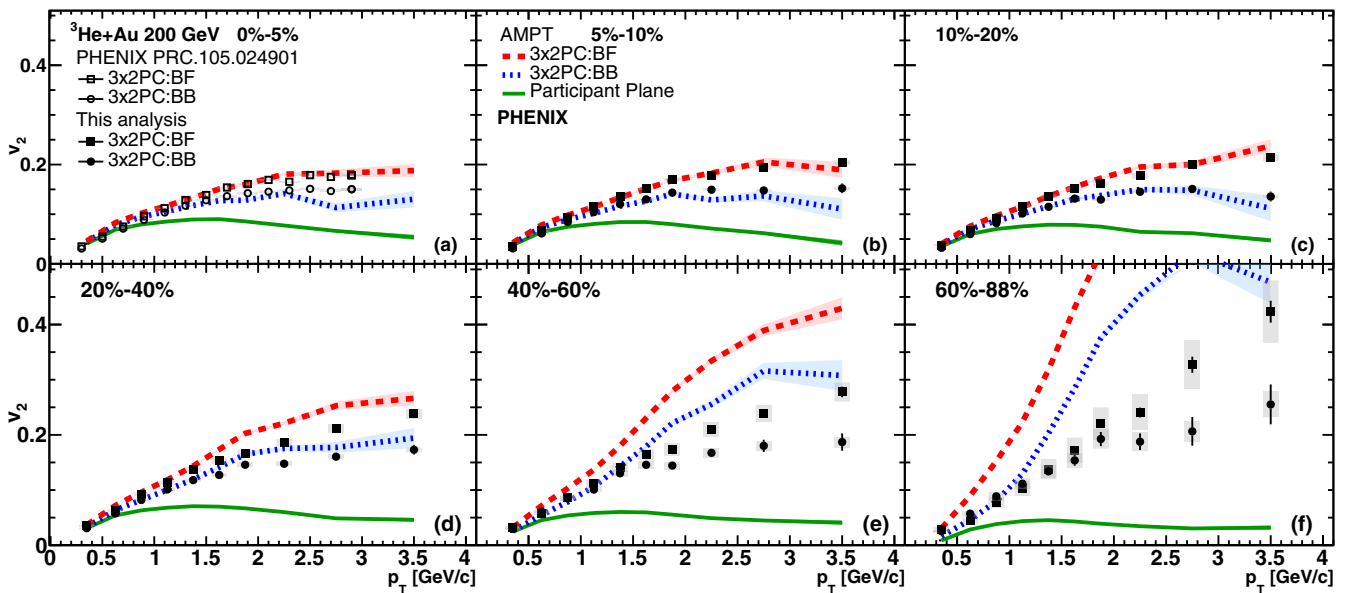 ³He+Au 200 GeV 0%-5%
PHENIX PRC.105.024901
3x2PC:BF
3x2PC:BB
This analysis
3x2PC:BF
3x2PC:BB
(a)
AMPT 5%-10%
3x2PC:BF
3x2PC:BB
Participant Plane
PHENIX
(b)
10%-20%
(c)
v₂
0.4
0.2
0
20%-40%
(d)
40%-60%
(e)
60%-88%
(f)
v₂
0.4
0.2
0
0 0.5 1 1.5 2 2.5 3 3.5 4
0.5 1 1.5 2 2.5 3 3.5 4
0.5 1 1.5 2 2.5 3 3.5 4
p_T [GeV/c]
p_T [GeV/c]
p_T [GeV/c]